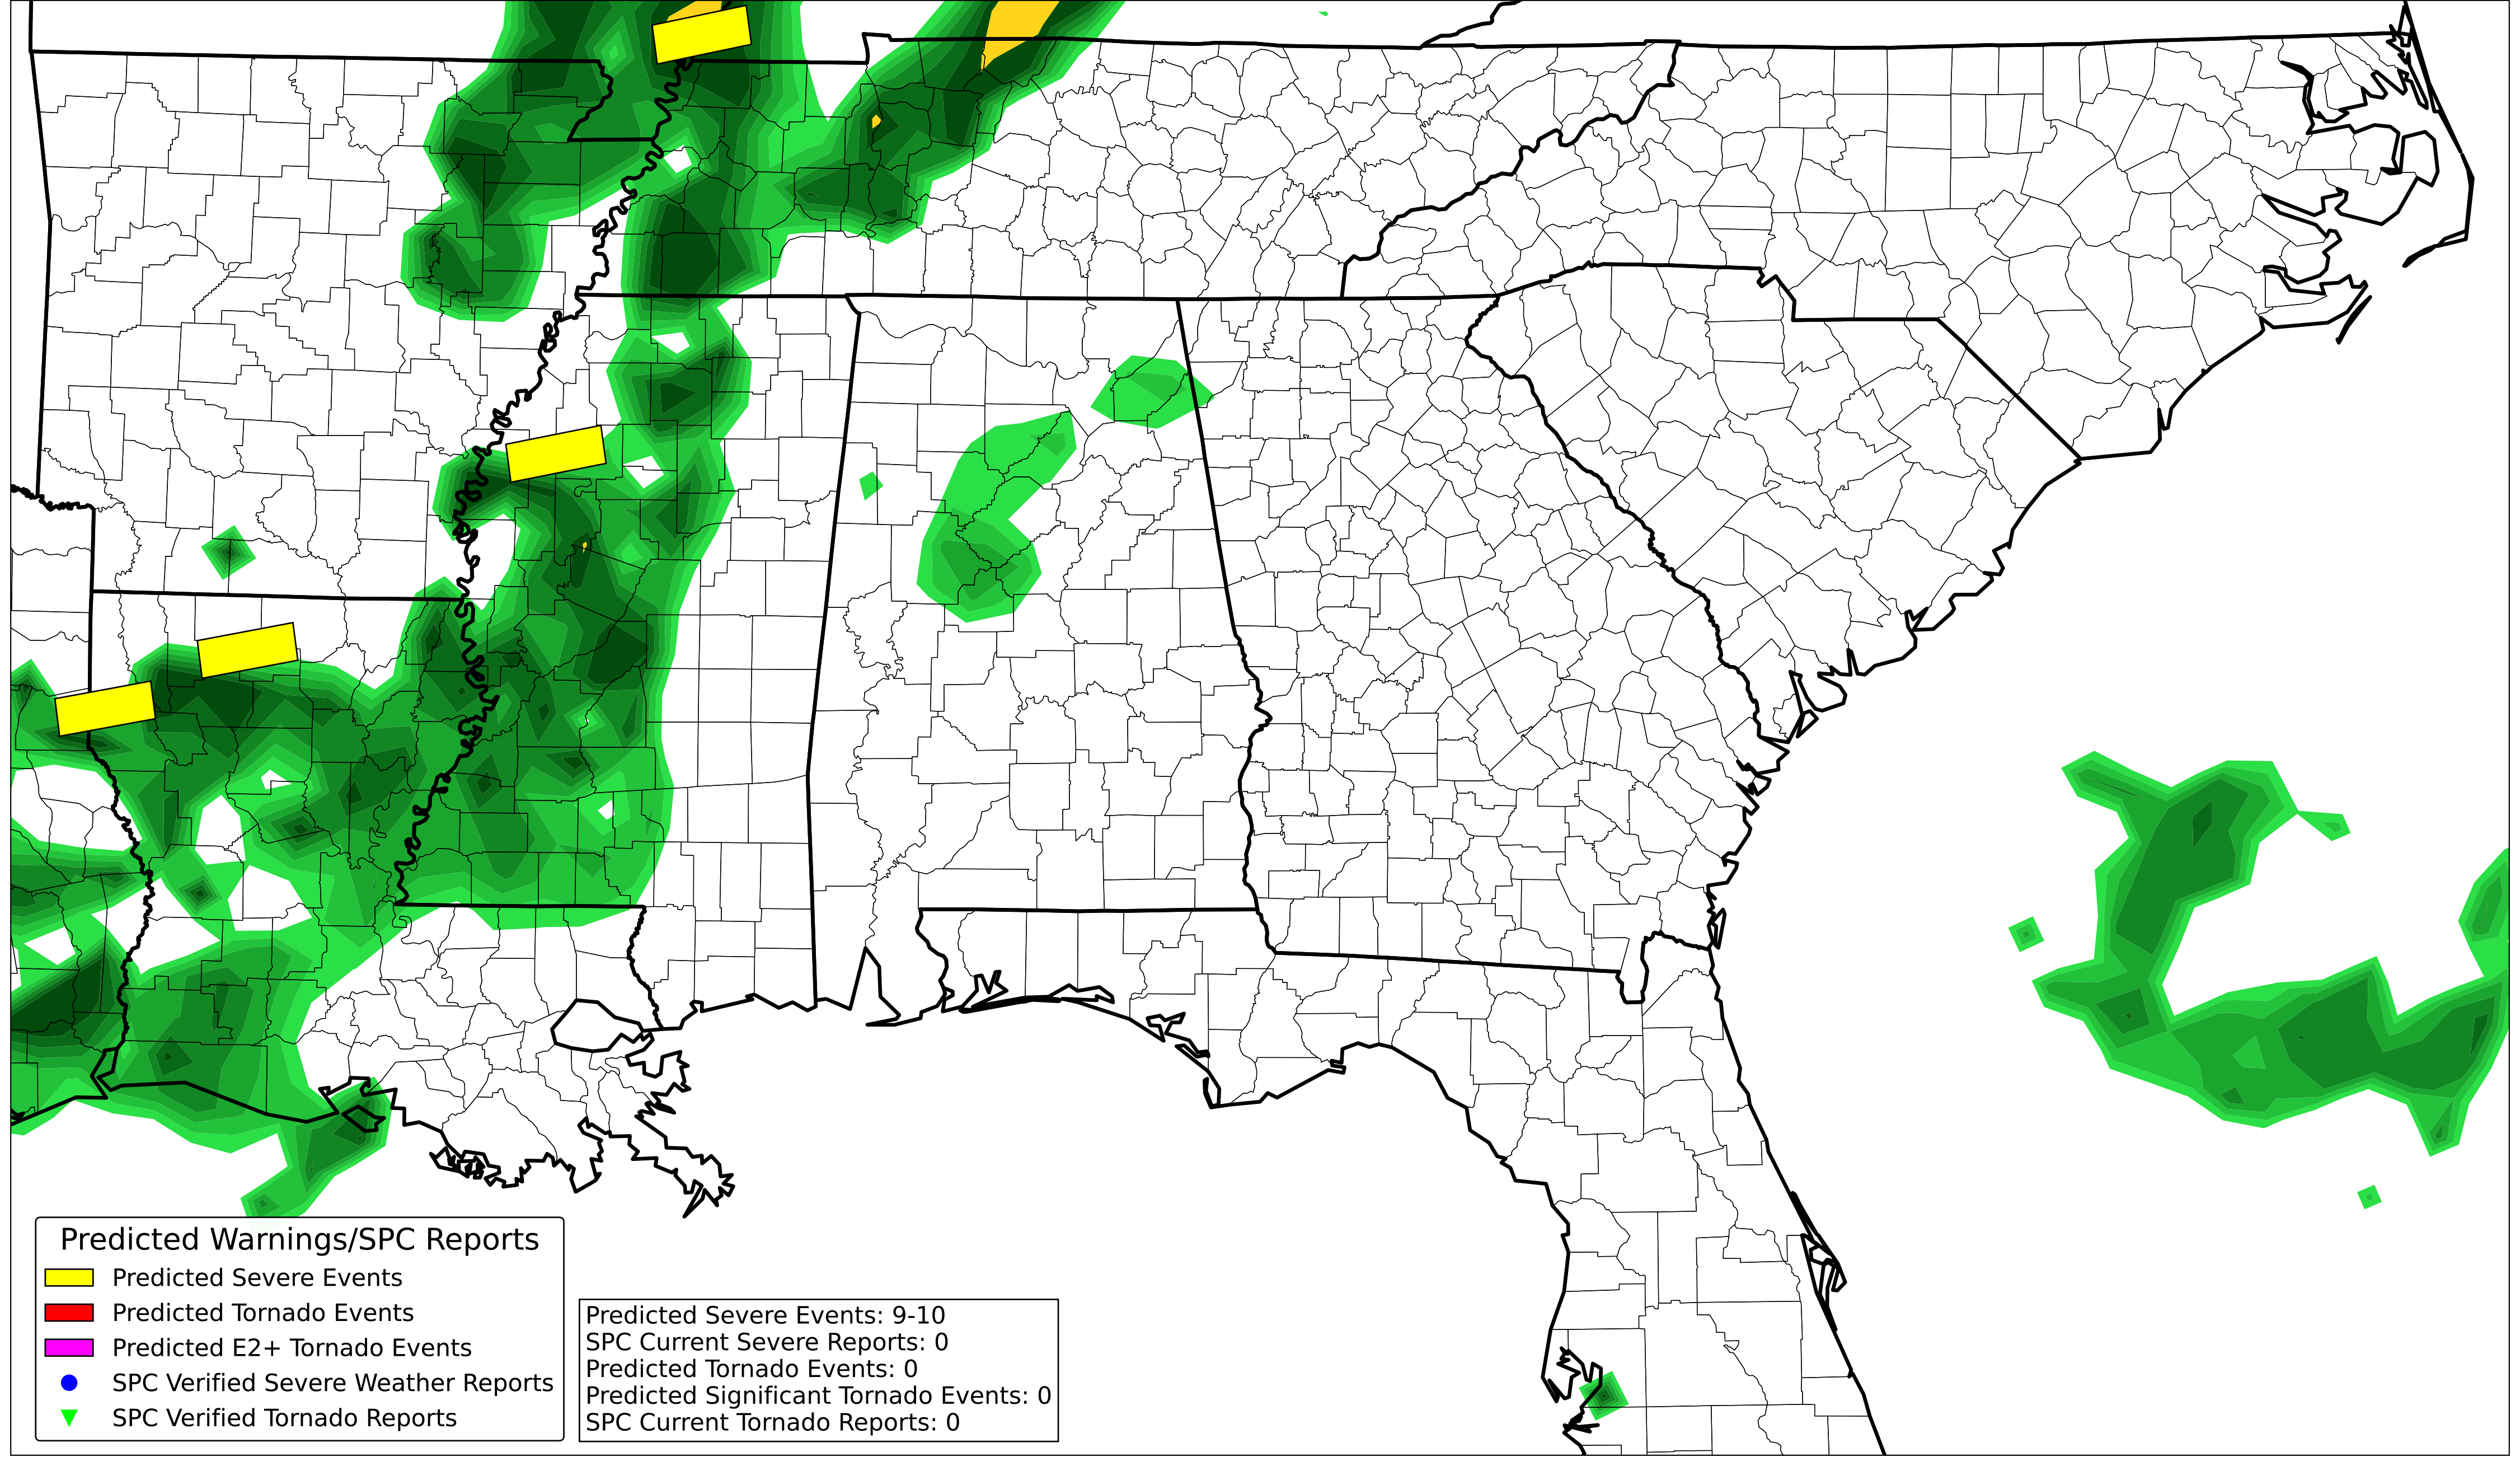 Predicted Warnings/SPC Reports
Predicted Severe Events
Predicted Tornado Events
Predicted E2+ Tornado Events
SPC Verified Severe Weather Reports
SPC Verified Tornado Reports
Predicted Severe Events: 9-10
SPC Current Severe Reports: 0
Predicted Tornado Events: 0
Predicted Significant Tornado Events: 0
SPC Current Tornado Reports: 0